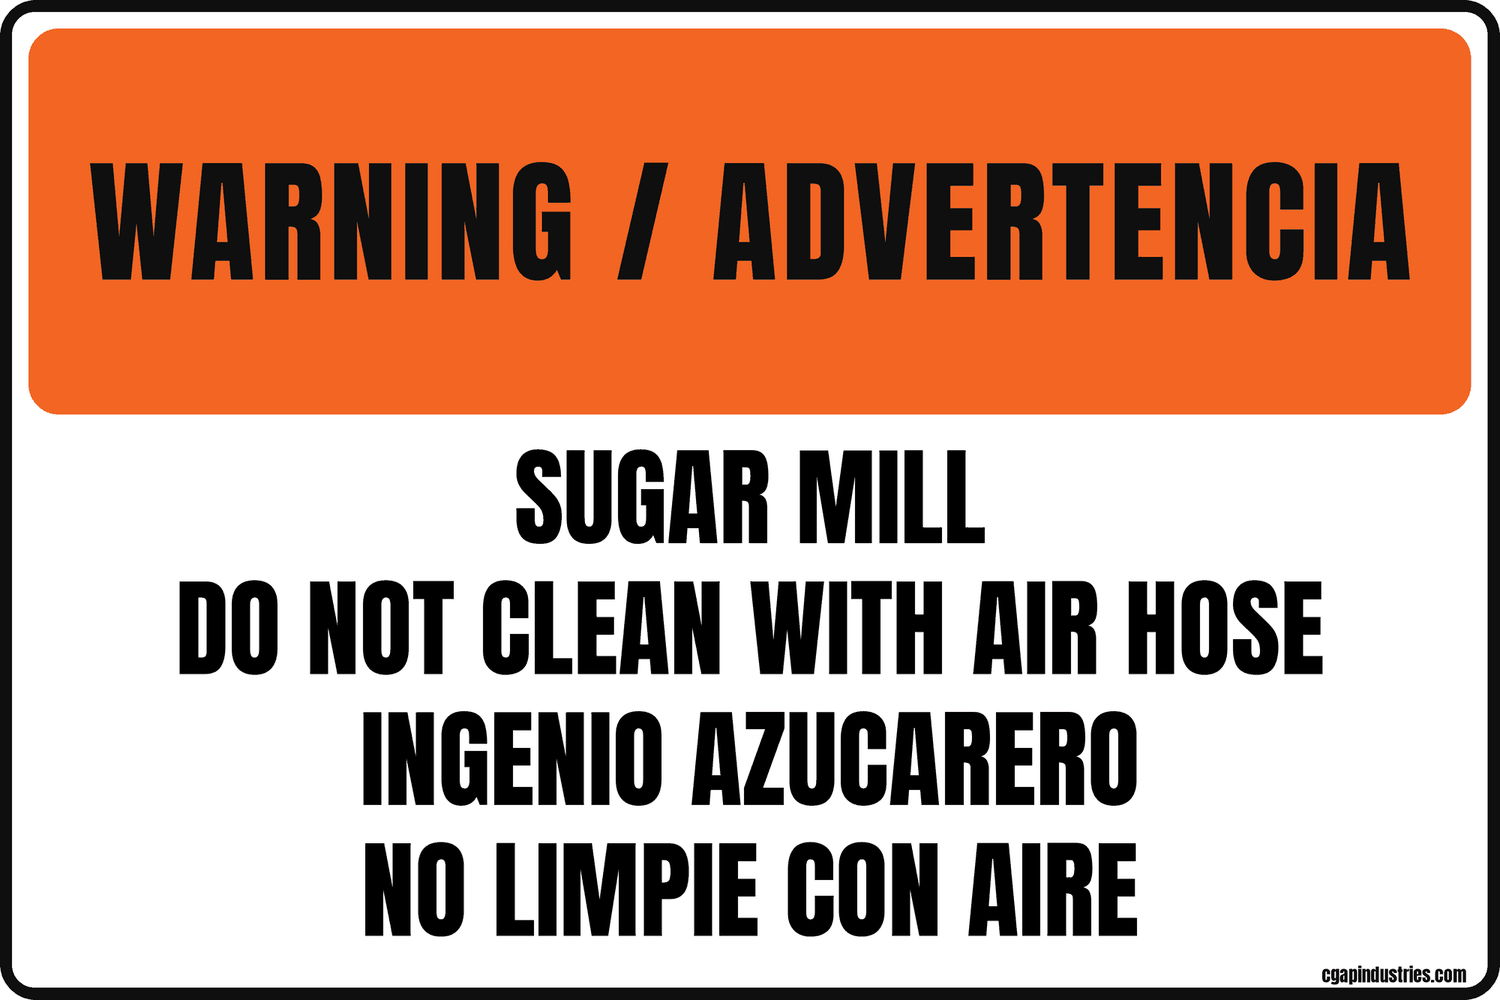 WARNING / ADVERTENCIA
SUGAR MILL
DO NOT CLEAN WITH AIR HOSE
INGENIO AZUCARERO
NO LIMPIE CON AIRE
cgapindustries.com